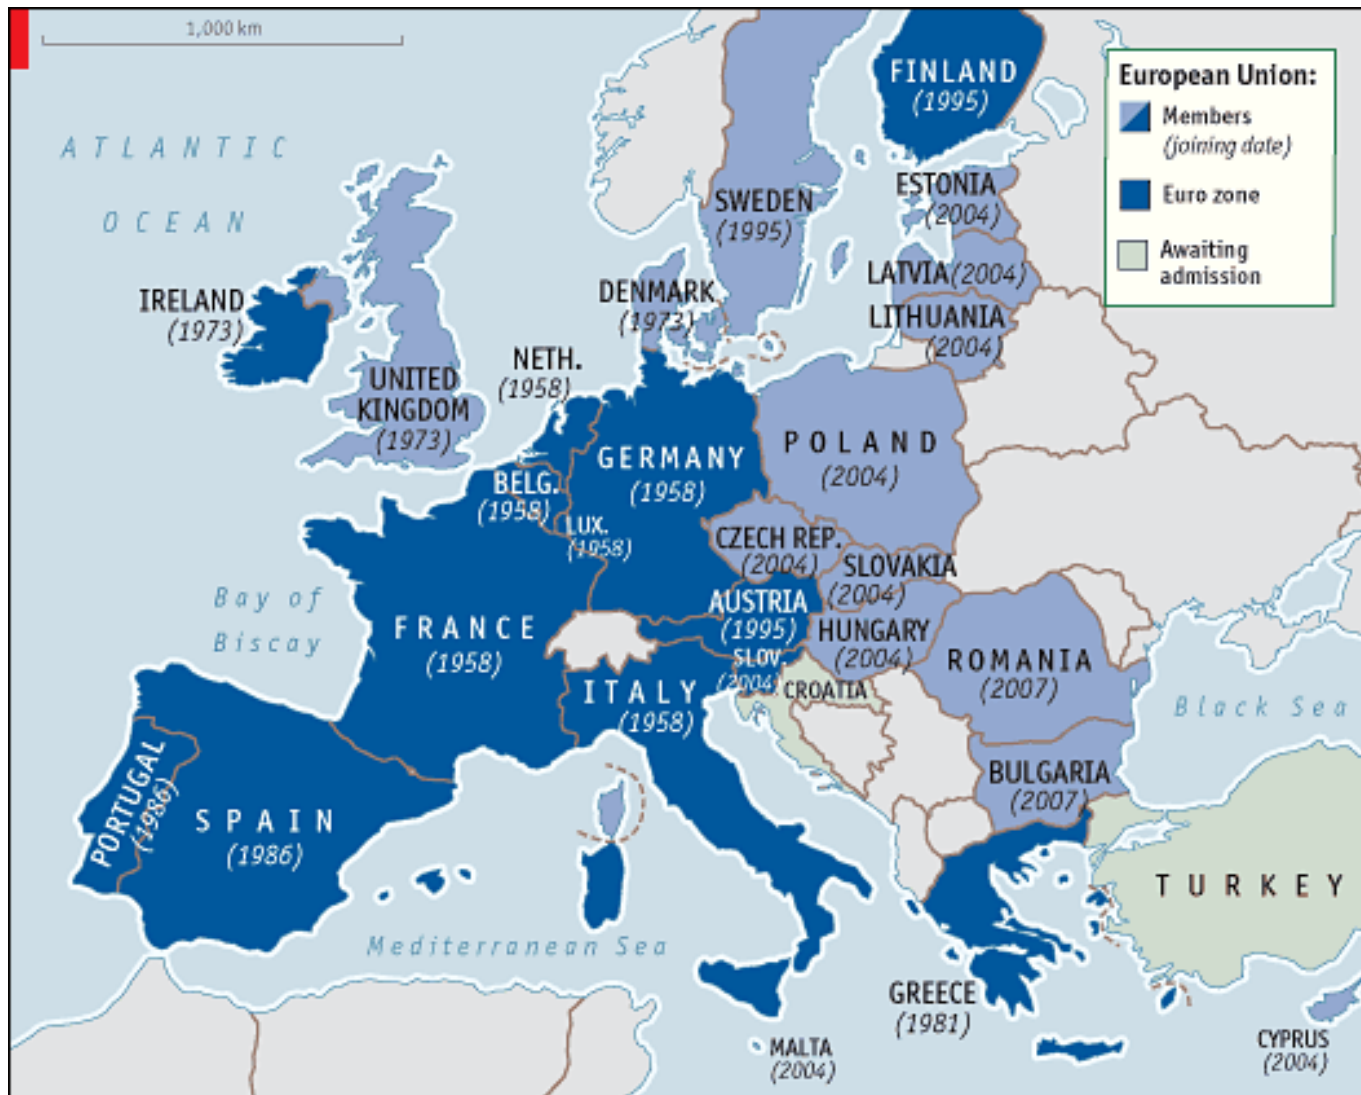 1,000 km
European Union:
Members
(joining date)
Euro zone
Awaiting
admission
ATLANTIC
OCEAN
FINLAND
(1995)
SWEDEN
(1995)
ESTONIA
(2004)
LATVIA (2004)
LITHUANIA
(2004)
DENMARK
(1973)
IRELAND
(1973)
UNITED
KINGDOM
(1973)
NETH.
(1958)
BELG.
(1958)
LUX.
(1958)
GERMANY
(1958)
POLAND
(2004)
CZECH REP.
(2004)
SLOVAKIA
(2004)
AUSTRIA
(1995)
HUNGARY
(2004)
SLOV.
(2004)
CROATIA
ROMANIA
(2007)
BULGARIA
(2007)
Black Sea
Bay of
Biscay
FRANCE
(1958)
ITALY
(1958)
PORTUGAL
(1986)
SPAIN
(1986)
Mediterranean Sea
TURKEY
GREECE
(1981)
MALTA
(2004)
CYPRUS
(2004)